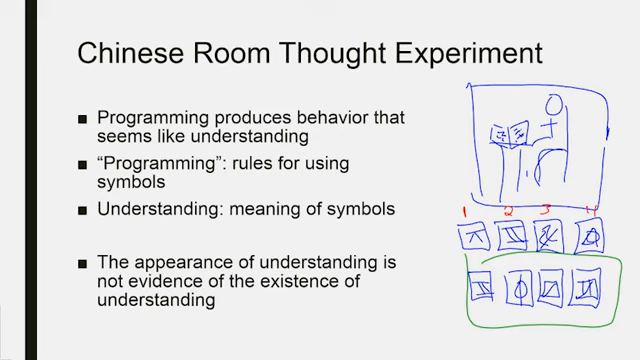 Chinese Room Thought Experiment
Programming produces behavior that
seems like understanding
“Programming”: rules for using
symbols
Understanding: meaning of symbols
The appearance of understanding is
not evidence of the existence of
understanding
1 2 3 4